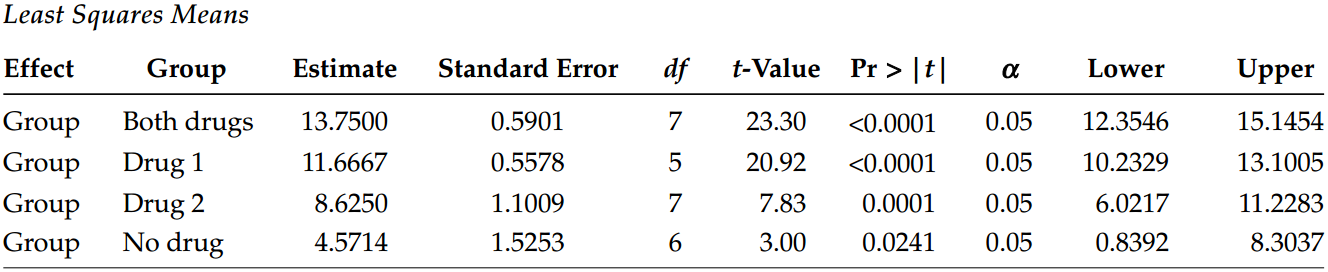 Least Squares Means
Effect Group Estimate Standard Error df t-Value Pr > |t| α Lower Upper
Group Both drugs 13.7500 0.5901 7 23.30 <0.0001 0.05 12.3546 15.1454
Group Drug 1 11.6667 0.5578 5 20.92 <0.0001 0.05 10.2329 13.1005
Group Drug 2 8.6250 1.1009 7 7.83 0.0001 0.05 6.0217 11.2283
Group No drug 4.5714 1.5253 6 3.00 0.0241 0.05 0.8392 8.3037